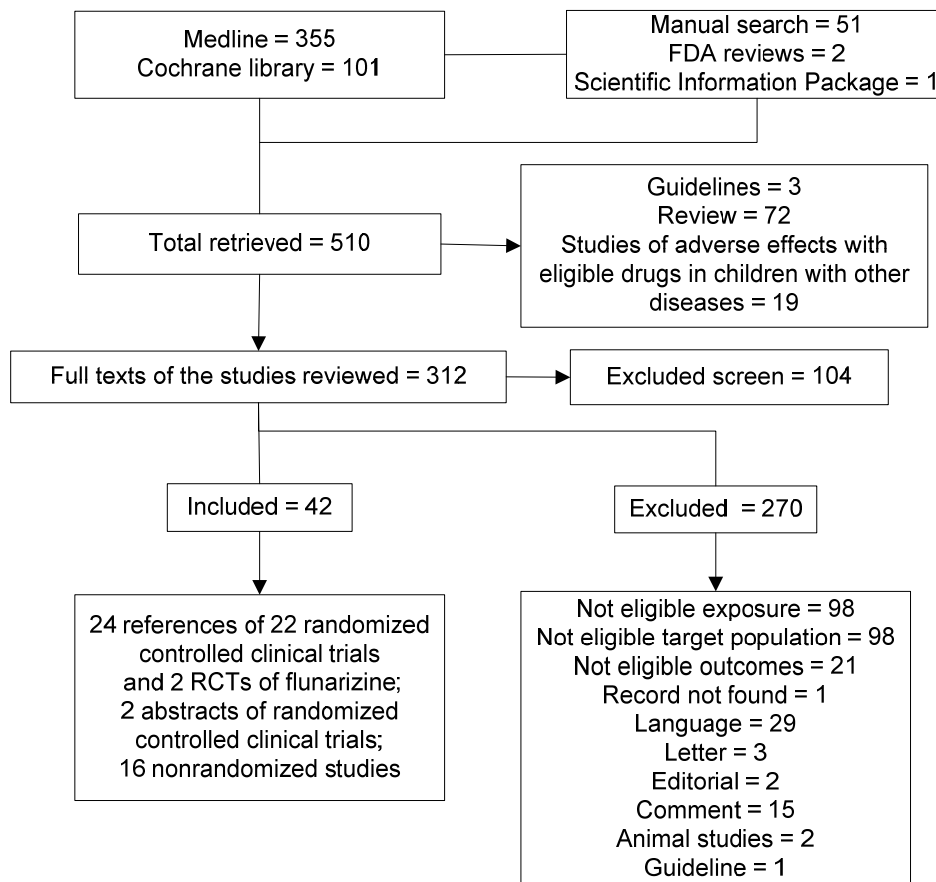 Medline = 355
Cochrane library = 101
Manual search = 51
FDA reviews = 2
Scientific Information Package = 1
Total retrieved = 510
Guidelines = 3
Review = 72
Studies of adverse effects with
eligible drugs in children with other
diseases = 19
Full texts of the studies reviewed = 312
Excluded screen = 104
Included = 42
Excluded = 270
24 references of 22 randomized
controlled clinical trials
and 2 RCTs of flunarizine;
2 abstracts of randomized
controlled clinical trials;
16 nonrandomized studies
Not eligible exposure = 98
Not eligible target population = 98
Not eligible outcomes = 21
Record not found = 1
Language = 29
Letter = 3
Editorial = 2
Comment = 15
Animal studies = 2
Guideline = 1